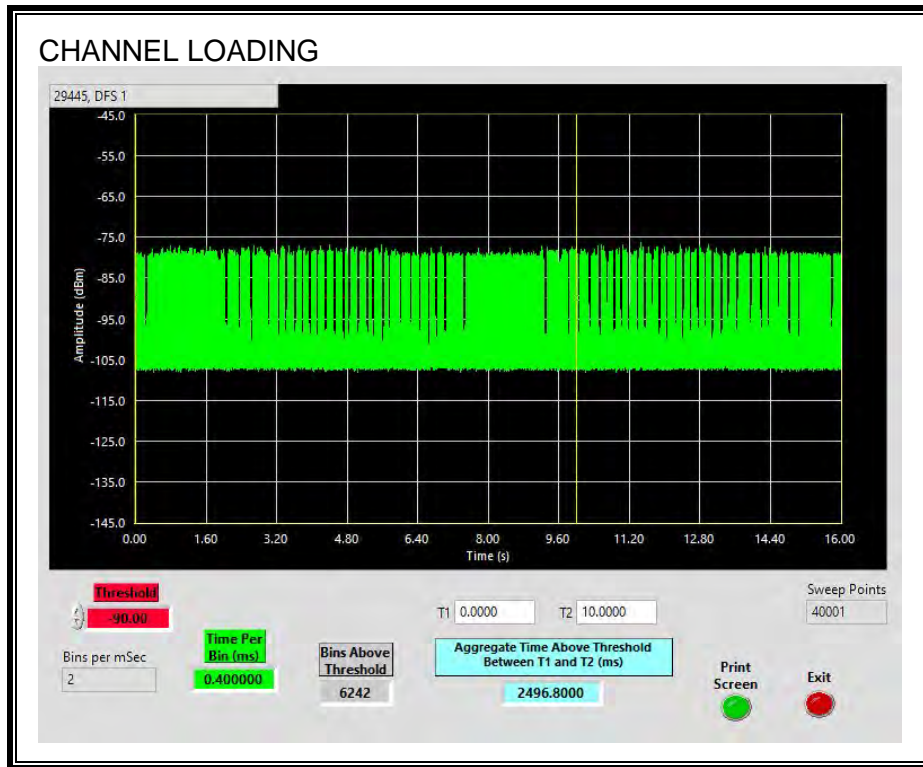 CHANNEL LOADING
29445, DFS 1
-45.0
-55.0
-65.0
-75.0
-85.0
-95.0
-105.0
-115.0
-125.0
-135.0
-145.0
Amplitude (dBm)
0.00 1.60 3.20 4.80 6.40 8.00 9.60 11.20 12.80 14.40 16.00
Time (s)
Threshold
-90.00
Bins per mSec
2
Time Per
Bin (ms)
0.400000
Bins Above
Threshold
6242
T1 0.0000 T2 10.0000
Aggregate Time Above Threshold
Between T1 and T2 (ms)
2496.8000
Sweep Points
40001
Print
Screen
Exit